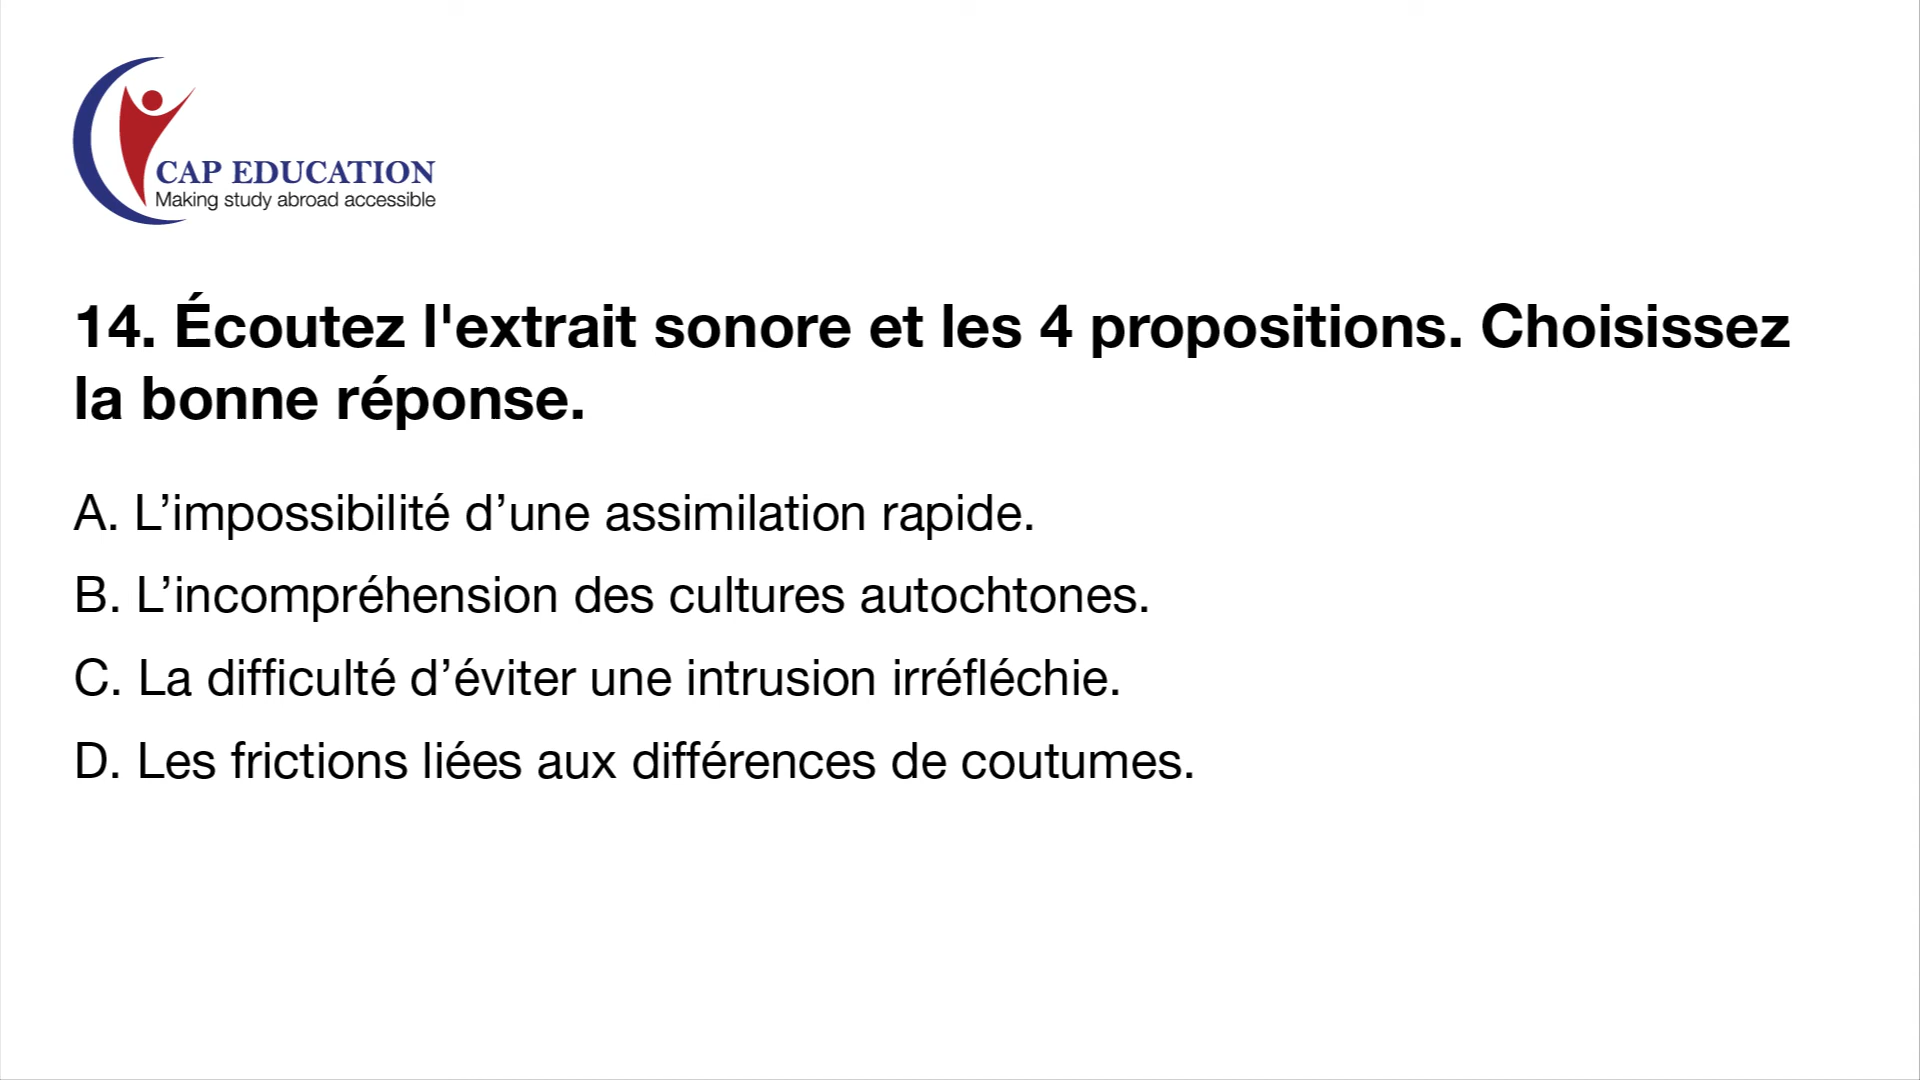 CAP EDUCATION
Making study abroad accessible
14. Écoutez l'extrait sonore et les 4 propositions. Choisissez
la bonne réponse.
A. L’impossibilité d’une assimilation rapide.
B. L’incompréhension des cultures autochtones.
C. La difficulté d’éviter une intrusion irréfléchie.
D. Les frictions liées aux différences de coutumes.